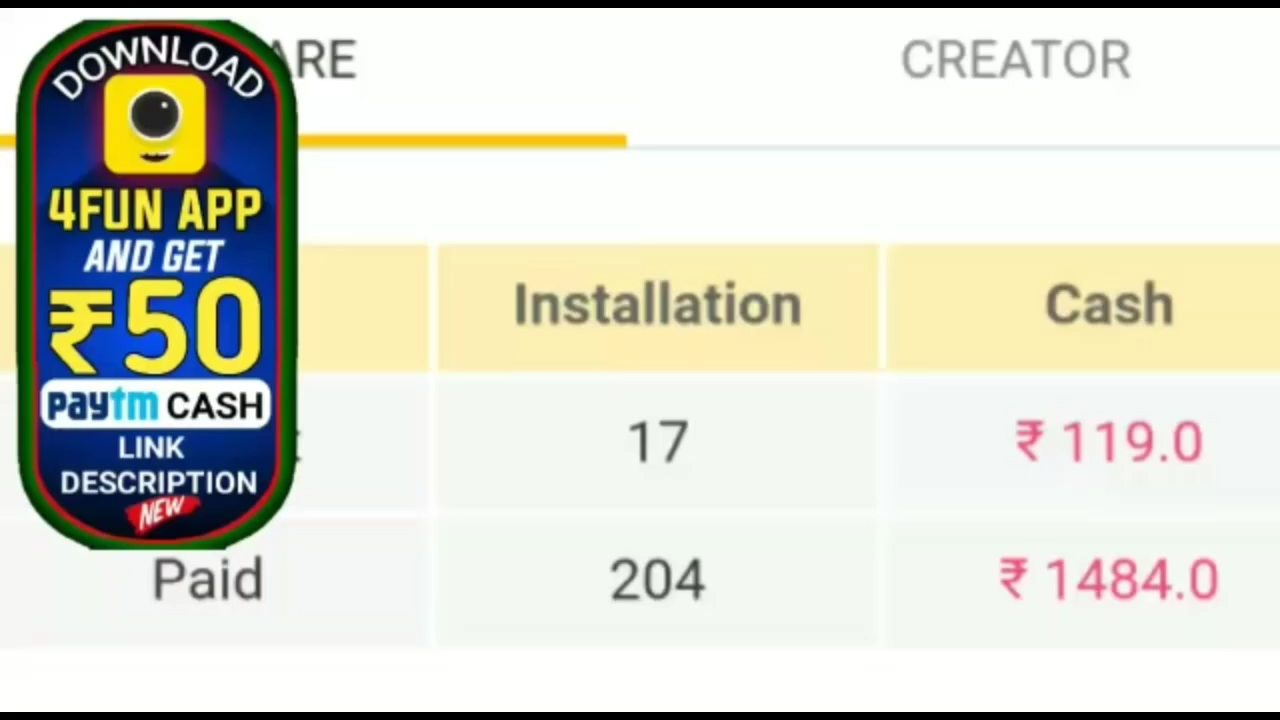 DOWNLOAD
4FUN APP
AND GET
₹50
paytm CASH
LINK
DESCRIPTION
NEW
CREATOR
Installation
Cash
17
₹ 119.0
Paid
204
₹ 1484.0